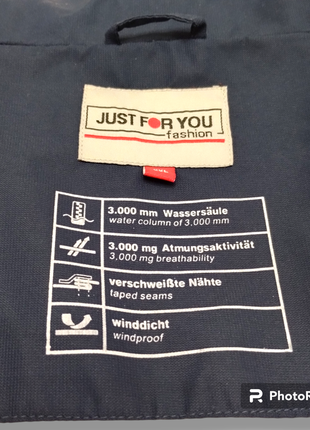 JUST FOR YOU
fashion
3.000 mm Wassersäule
water column of 3.000 mm
3.000 mg Atmungsaktivität
3,000 mg breathability
verschweißte Nähte
taped seams
winddicht
windproof
PhotoR